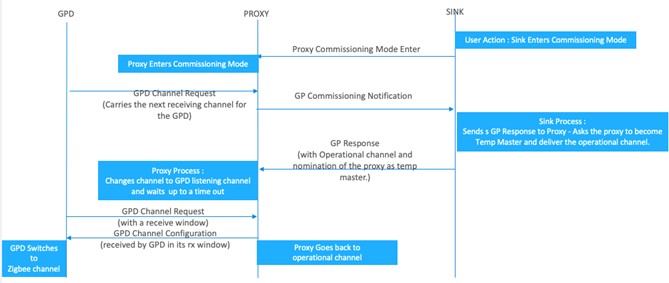 GPD
PROXY
SINK
User Action : Sink Enters Commissioning Mode
Proxy Commissioning Mode Enter
Proxy Enters Commissioning Mode
GPD Channel Request
(Carries the next receiving channel for
the GPD)
GP Commissioning Notification
Sink Process :
Sends s GP Response to Proxy - Asks the proxy to become
Temp Master and deliver the operational channel.
GP Response
(with Operational channel and
nomination of the proxy as temp
master.)
Proxy Process :
Changes channel to GPD listening channel
and waits up to a time out
GPD Channel Request
(with a receive window)
GPD Channel Configuration
(received by GPD in its rx window)
GPD Switches
to
Zigbee channel
Proxy Goes back to
operational channel